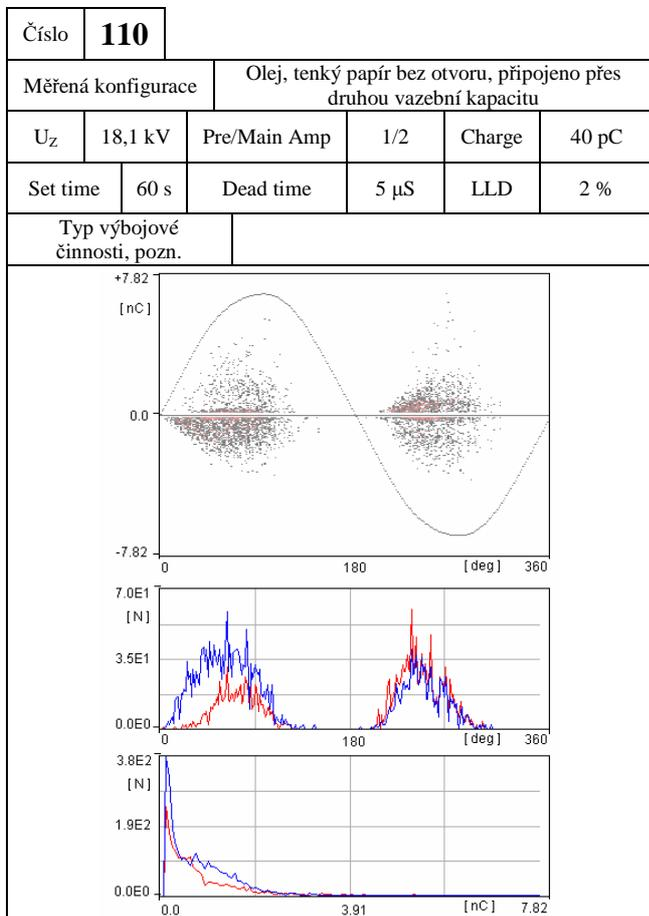 Číslo 110
Měřená konfigurace Olej, tenký papír bez otvoru, připojeno přes
druhou vazební kapacitu
UZ 18,1 kV Pre/Main Amp 1/2 Charge 40 pC
Set time 60 s Dead time 5 μS LLD 2 %
Typ výbojové
činnosti, pozn.
+7.82
[ nC ]
0.0
-7.82
0 180 [ deg ] 360
7.0E1
[ N ]
3.5E1
0.0E0
0 180 [ deg ] 360
3.8E2
[ N ]
1.9E2
0.0E0
0.0 3.91 [ nC ] 7.82